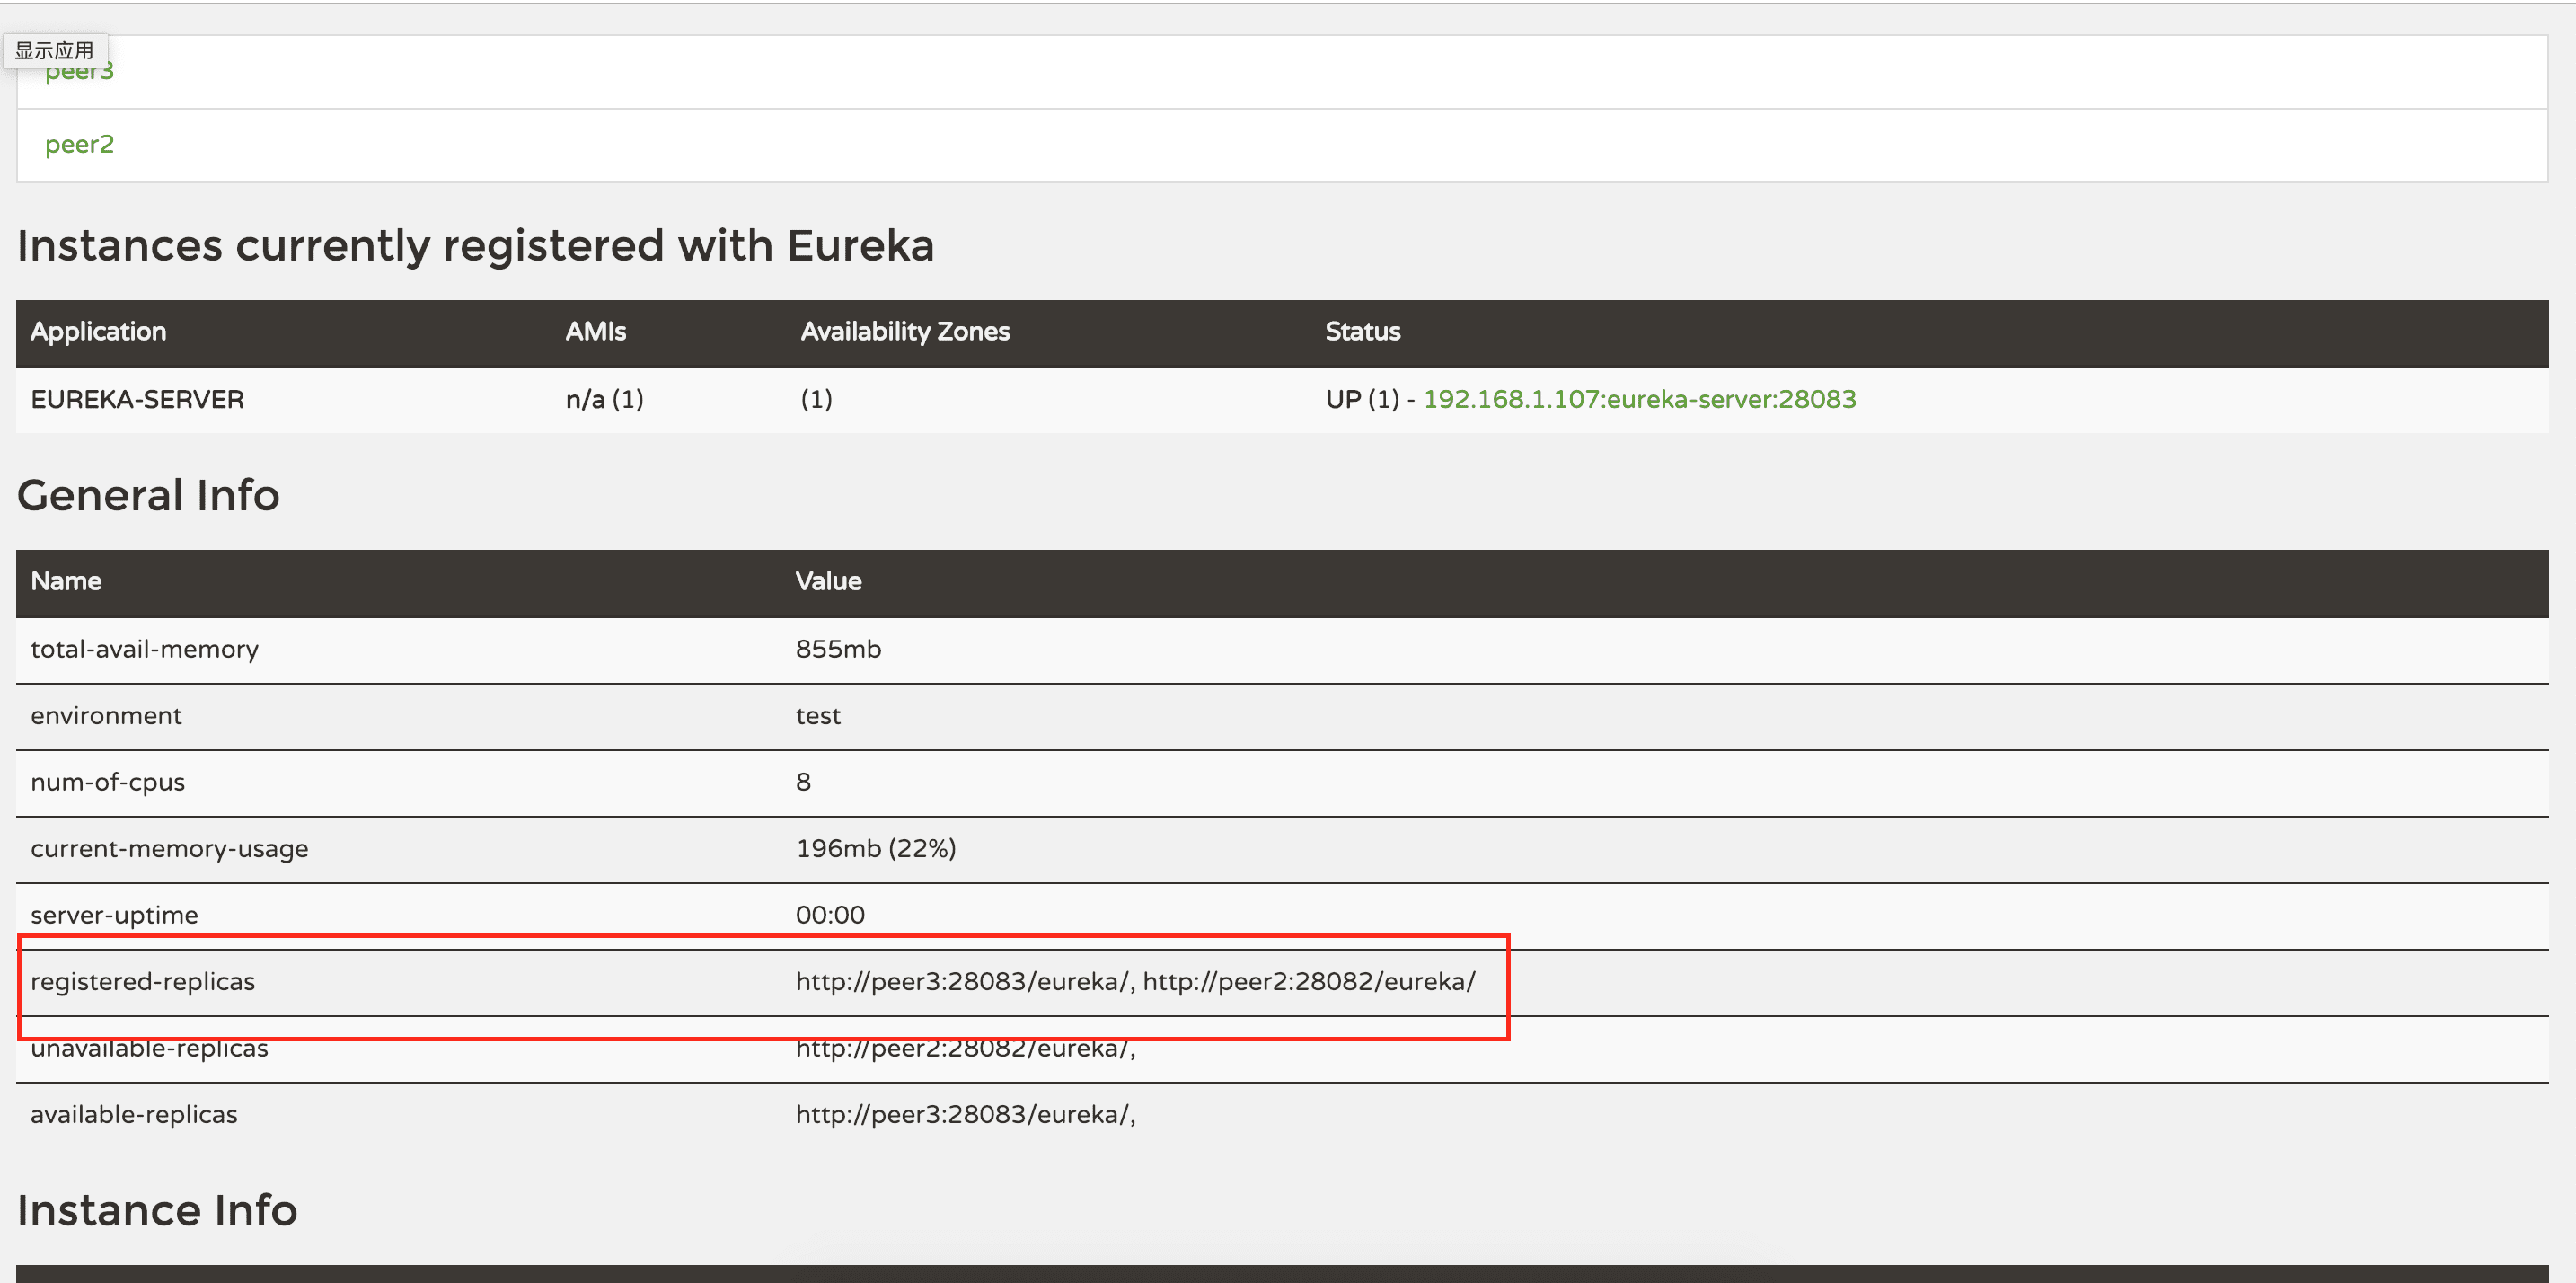 显示应用
peer3
peer2
Instances currently registered with Eureka
Application AMIs Availability Zones Status
EUREKA-SERVER n/a (1) (1) UP (1) - 192.168.1.107:eureka-server:28083
General Info
Name Value
total-avail-memory 855mb
environment test
num-of-cpus 8
current-memory-usage 196mb (22%)
server-uptime 00:00
registered-replicas http://peer3:28083/eureka/, http://peer2:28082/eureka/
unavailable-replicas http://peer2:28082/eureka/,
available-replicas http://peer3:28083/eureka/,
Instance Info